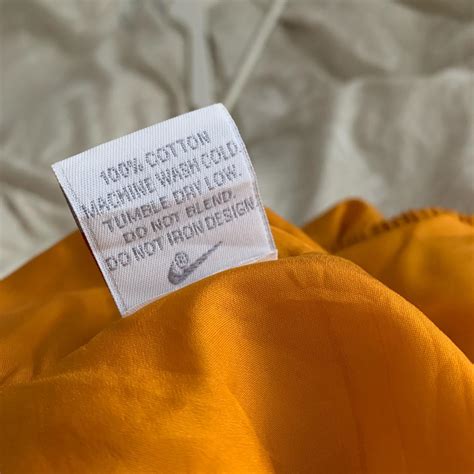 100% COTTON
MACHINE WASH COLD
TUMBLE DRY LOW.
DO NOT BLEND.
DO NOT IRON DESIGN